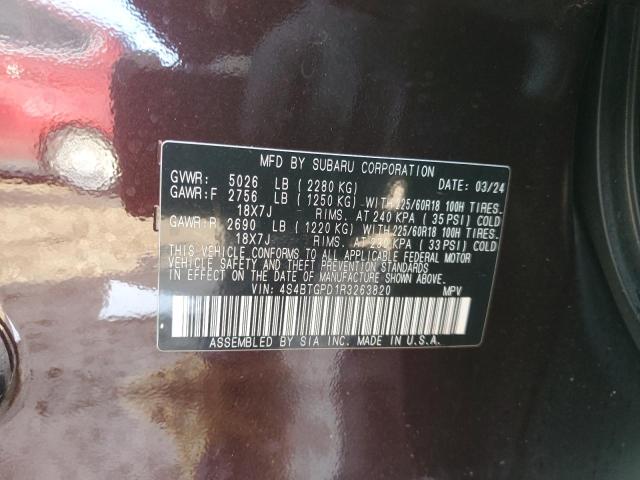 MFD BY SUBARU CORPORATION
GVWR: 5026 LB (2280 KG) DATE: 03/24
GAWR:F 2756 LB (1250 KG) WITH 225/60R18 100H TIRES,
18X7J RIMS, AT 240 KPA (35 PSI) COLD
GAWR:R 2690 LB (1220 KG) WITH 225/60R18 100H TIRES,
18X7J RIMS, AT 230 KPA (33 PSI) COLD
THIS VEHICLE CONFORMS TO ALL APPLICABLE FEDERAL MOTOR
VEHICLE SAFETY AND THEFT PREVENTION STANDARDS
IN EFFECT ON THE DATE OF MANUFACTURE SHOWN ABOVE.
VIN: 4S4BTGPD1R3263820 MPV
ASSEMBLED BY SIA INC. MADE IN U.S.A.